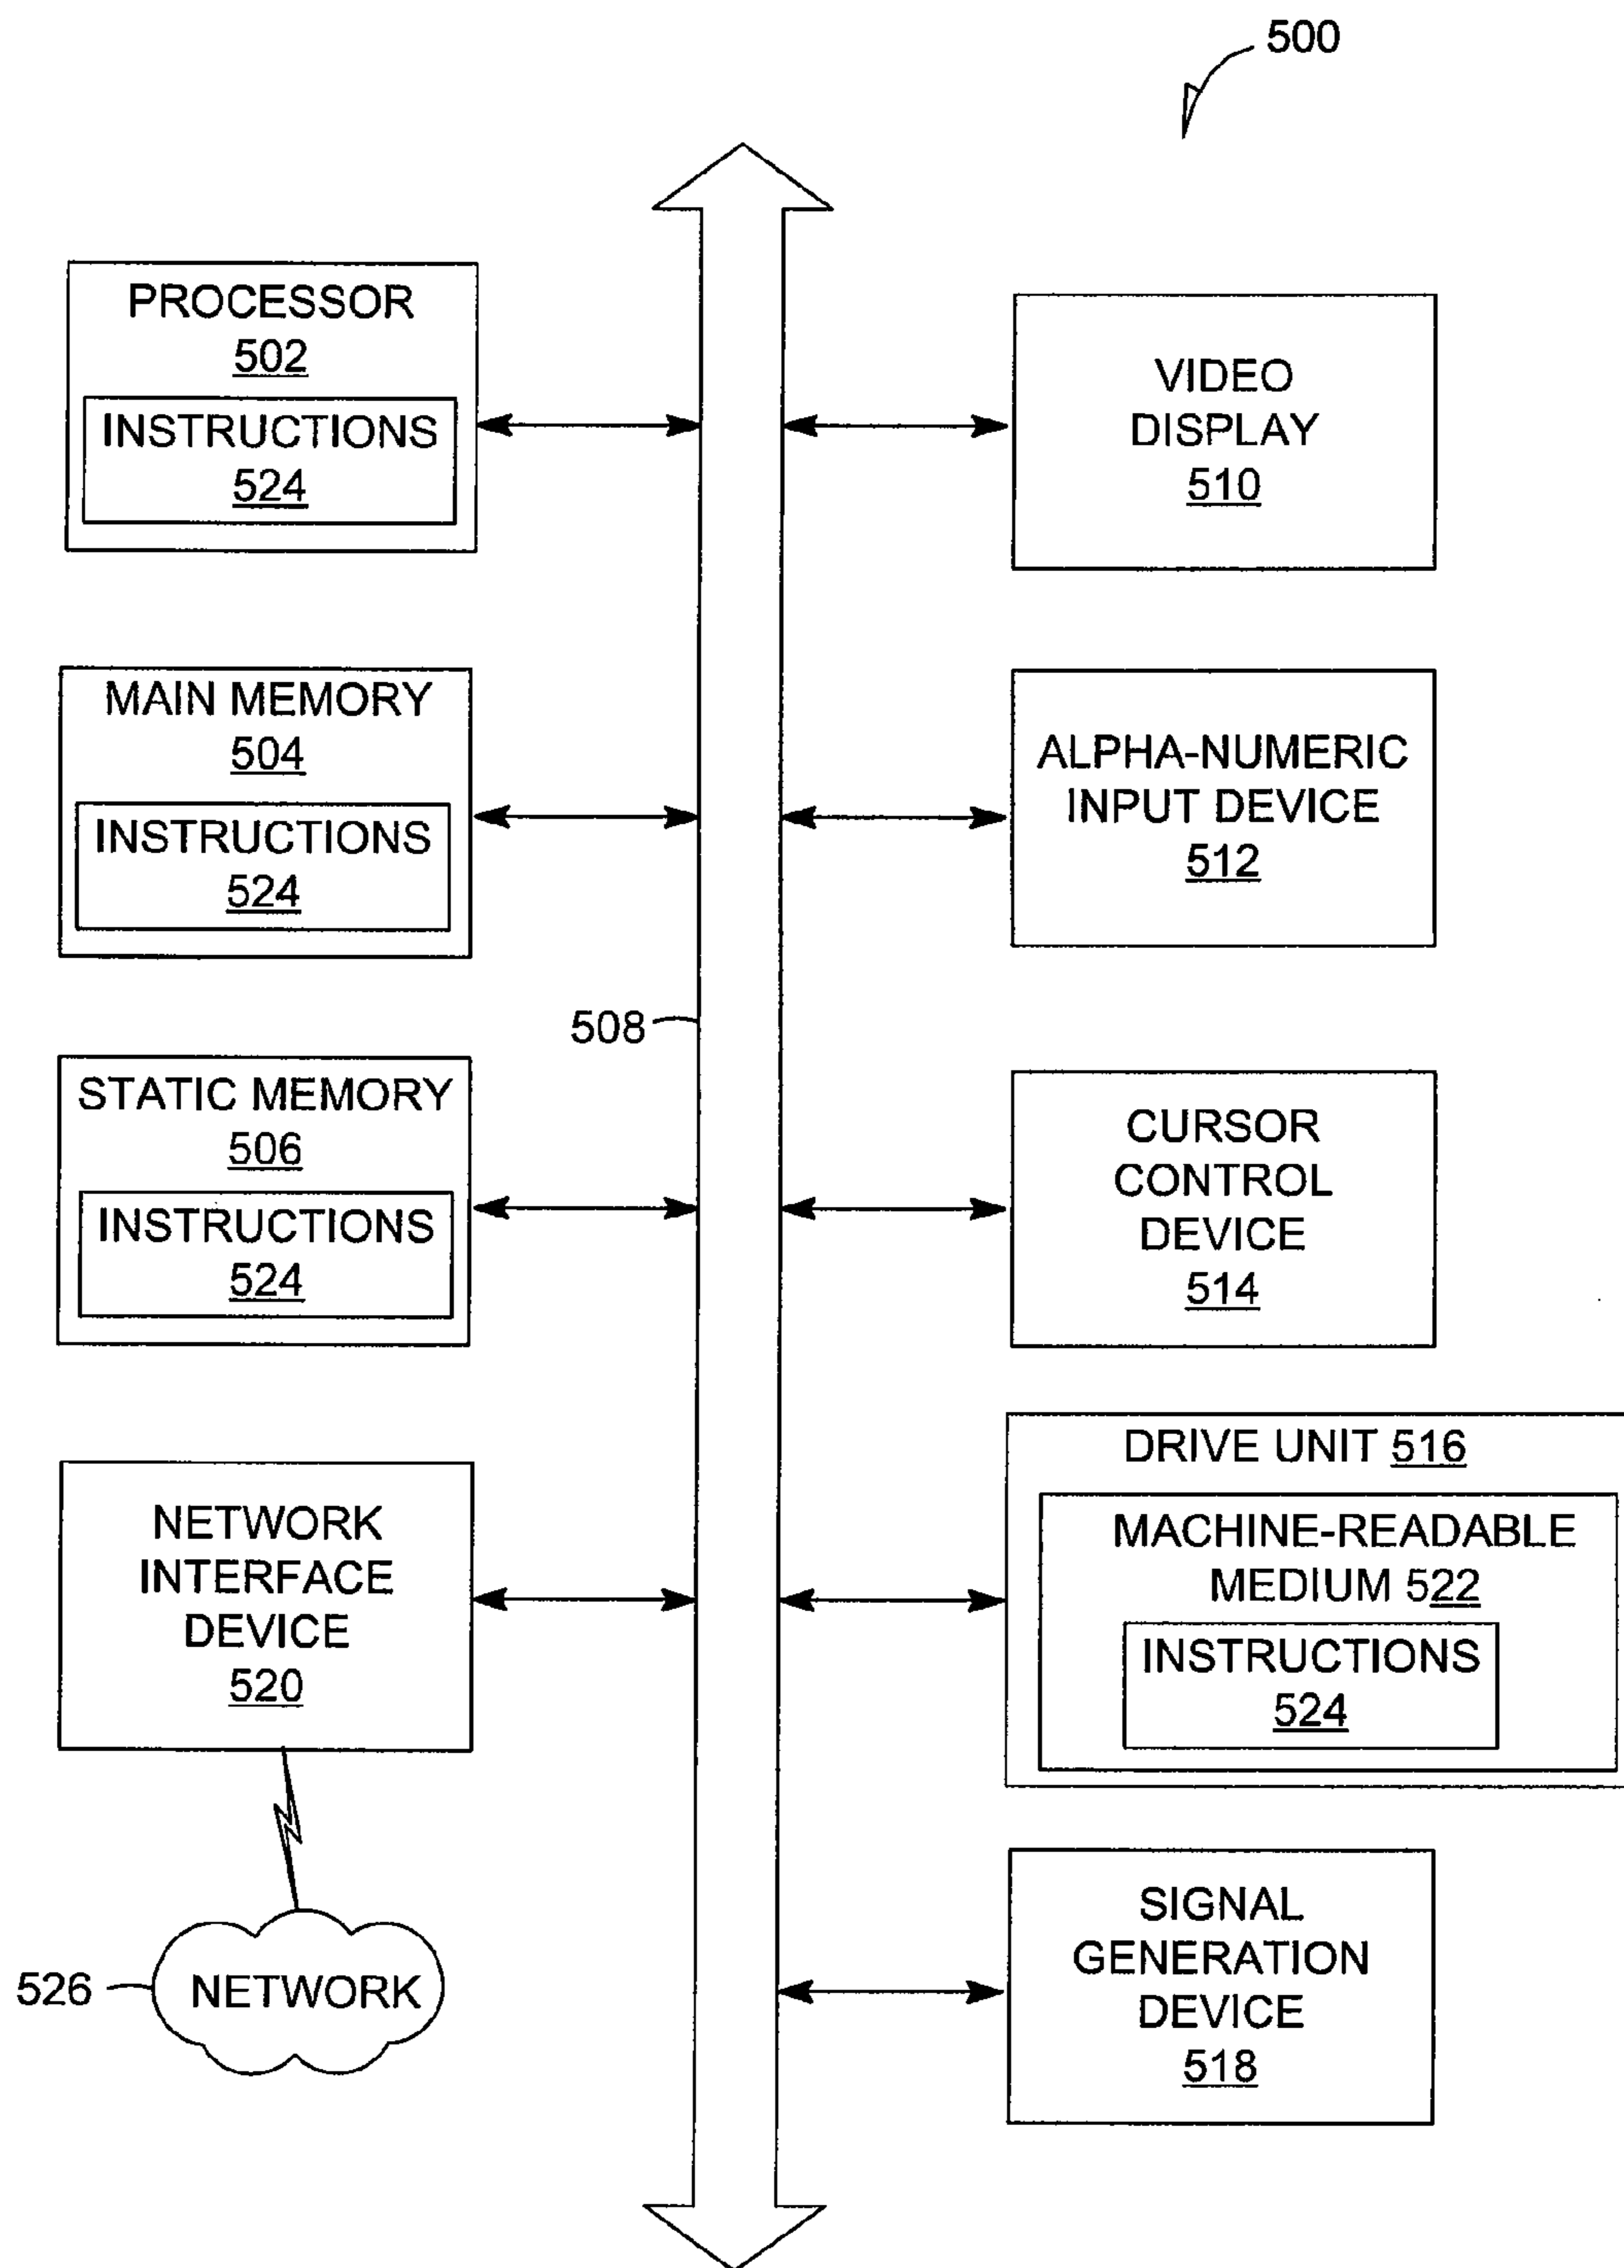 500
PROCESSOR
502
INSTRUCTIONS
524
MAIN MEMORY
504
INSTRUCTIONS
524
508
STATIC MEMORY
506
INSTRUCTIONS
524
NETWORK
INTERFACE
DEVICE
520
526
NETWORK
VIDEO
DISPLAY
510
ALPHA-NUMERIC
INPUT DEVICE
512
CURSOR
CONTROL
DEVICE
514
DRIVE UNIT 516
MACHINE-READABLE
MEDIUM 522
INSTRUCTIONS
524
SIGNAL
GENERATION
DEVICE
518